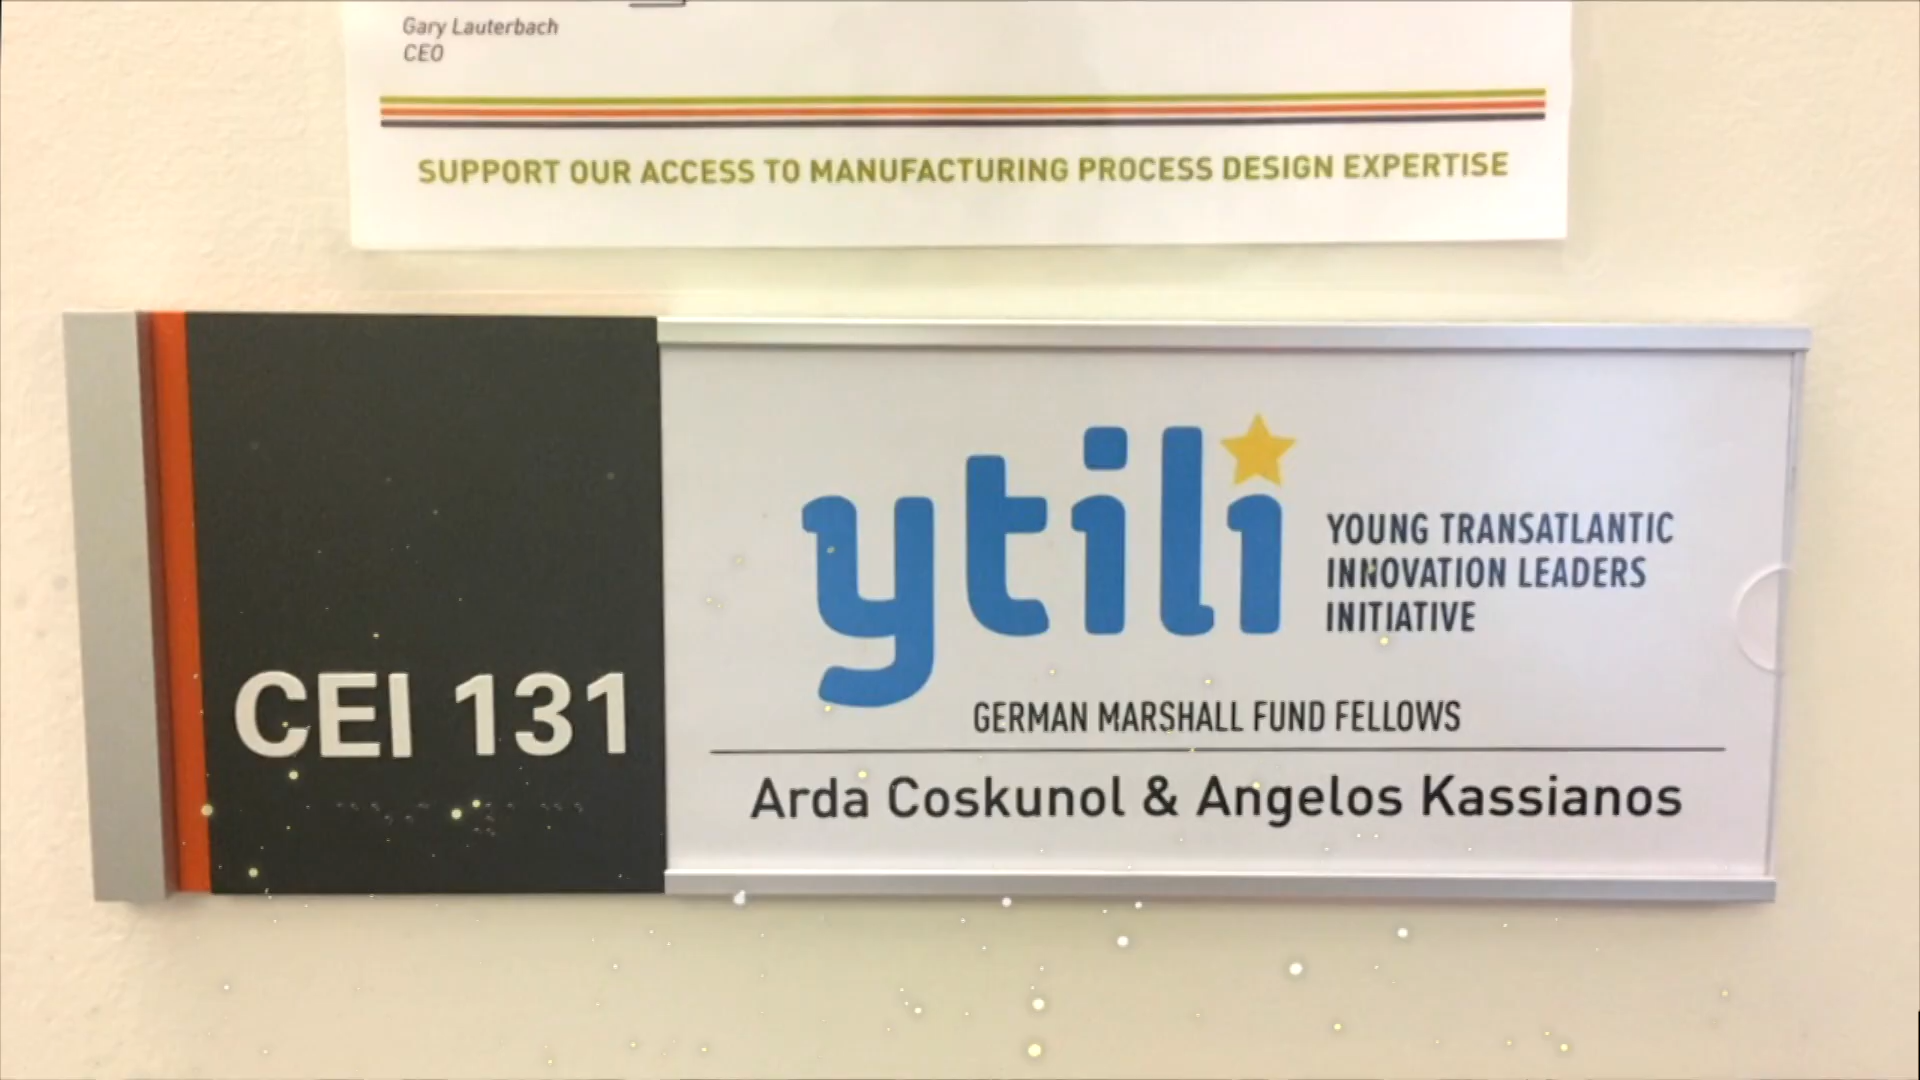 Gary Lauterbach
CEO
SUPPORT OUR ACCESS TO MANUFACTURING PROCESS DESIGN EXPERTISE
ytili
YOUNG TRANSATLANTIC
INNOVATION LEADERS
INITIATIVE
GERMAN MARSHALL FUND FELLOWS
CEI 131
Arda Coskunol & Angelos Kassianos